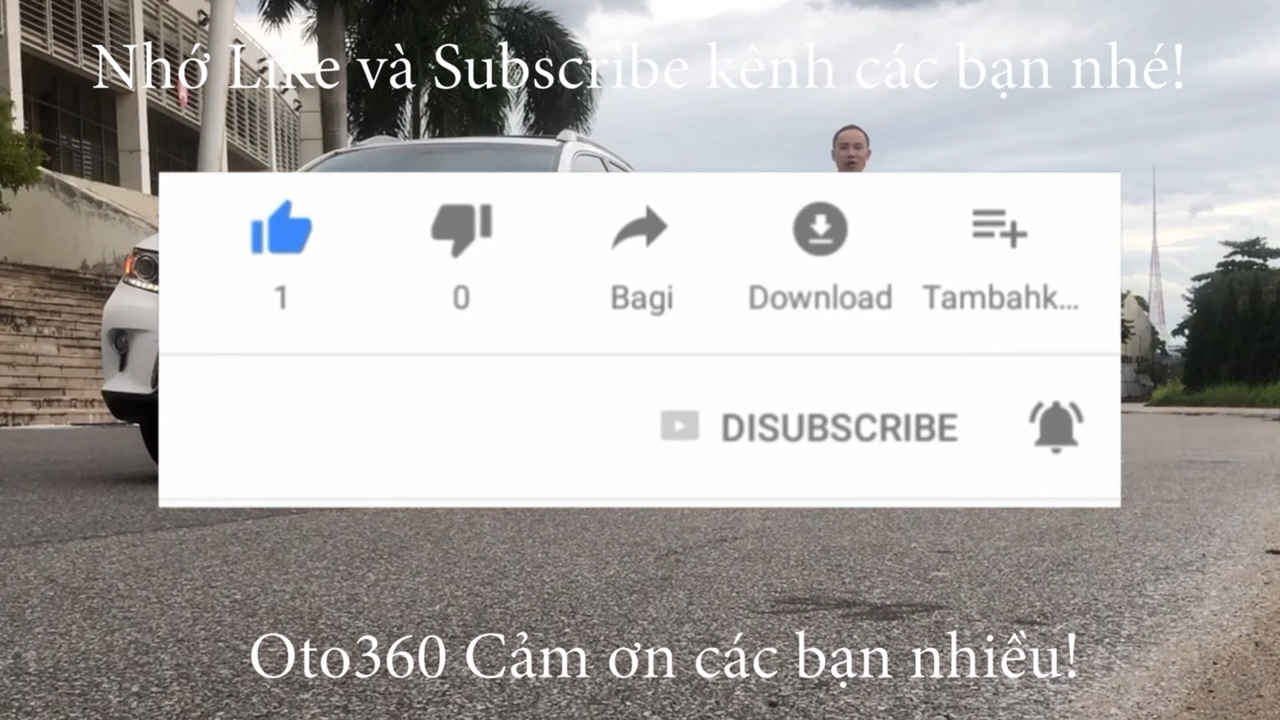 Nhớ Like và Subscribe kênh các bạn nhé!
1 0 Bagi Download Tambahk...
DISUBSCRIBE
Oto360 Cảm ơn các bạn nhiều!